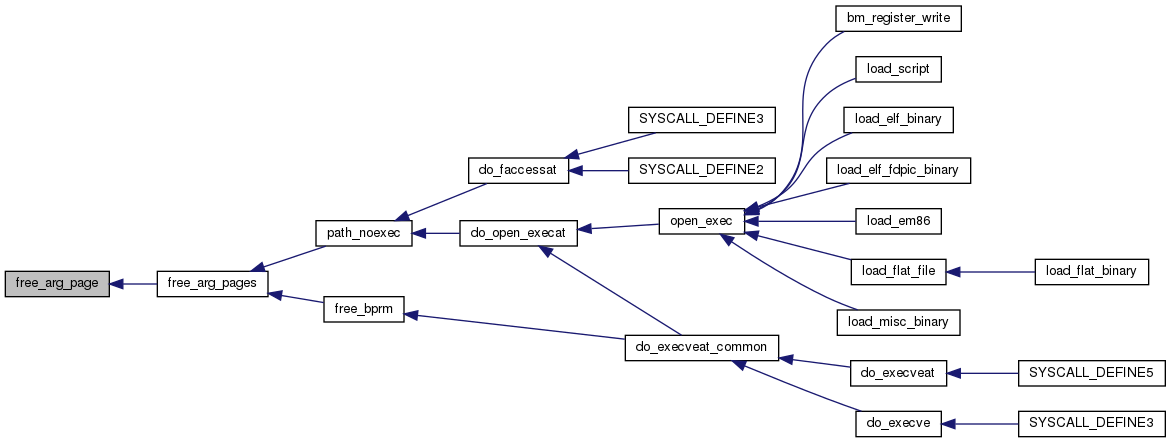 bm_register_write
load_script
SYSCALL_DEFINE3
load_elf_binary
do_faccessat
SYSCALL_DEFINE2
load_elf_fdpic_binary
path_noexec
do_open_execat
open_exec
load_em86
free_arg_page
free_arg_pages
load_flat_file
load_flat_binary
free_bprm
load_misc_binary
do_execveat_common
do_execveat
SYSCALL_DEFINE5
do_execve
SYSCALL_DEFINE3